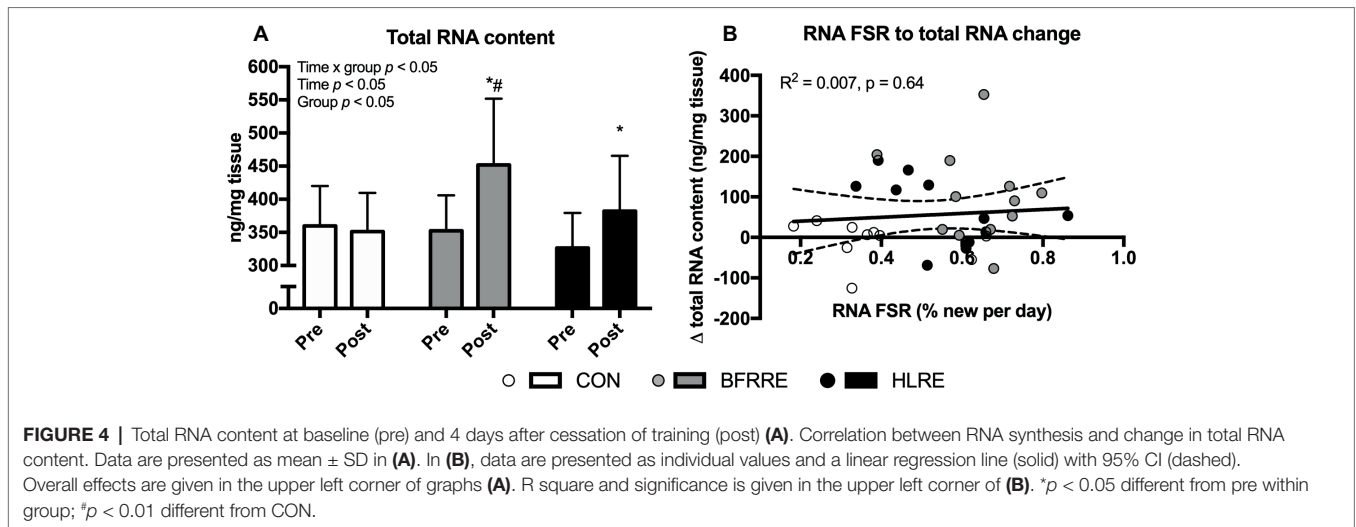 A
Total RNA content
Time x group p < 0.05
Time p < 0.05
Group p < 0.05
ng/mg tissue
600
550
500
450
400
350
300
0
*#
*
Pre
Post
Pre
Post
Pre
Post
B
RNA FSR to total RNA change
R² = 0.007, p = 0.64
Δ total RNA content (ng/mg tissue)
400
300
200
100
0
-100
-200
0.2
0.4
0.6
0.8
1.0
RNA FSR (% new per day)
CON
BFRRE
HLRE
FIGURE 4 | Total RNA content at baseline (pre) and 4 days after cessation of training (post) (A). Correlation between RNA synthesis and change in total RNA
content. Data are presented as mean ± SD in (A). In (B), data are presented as individual values and a linear regression line (solid) with 95% CI (dashed).
Overall effects are given in the upper left corner of graphs (A). R square and significance is given in the upper left corner of (B). *p < 0.05 different from pre within
group; #p < 0.01 different from CON.